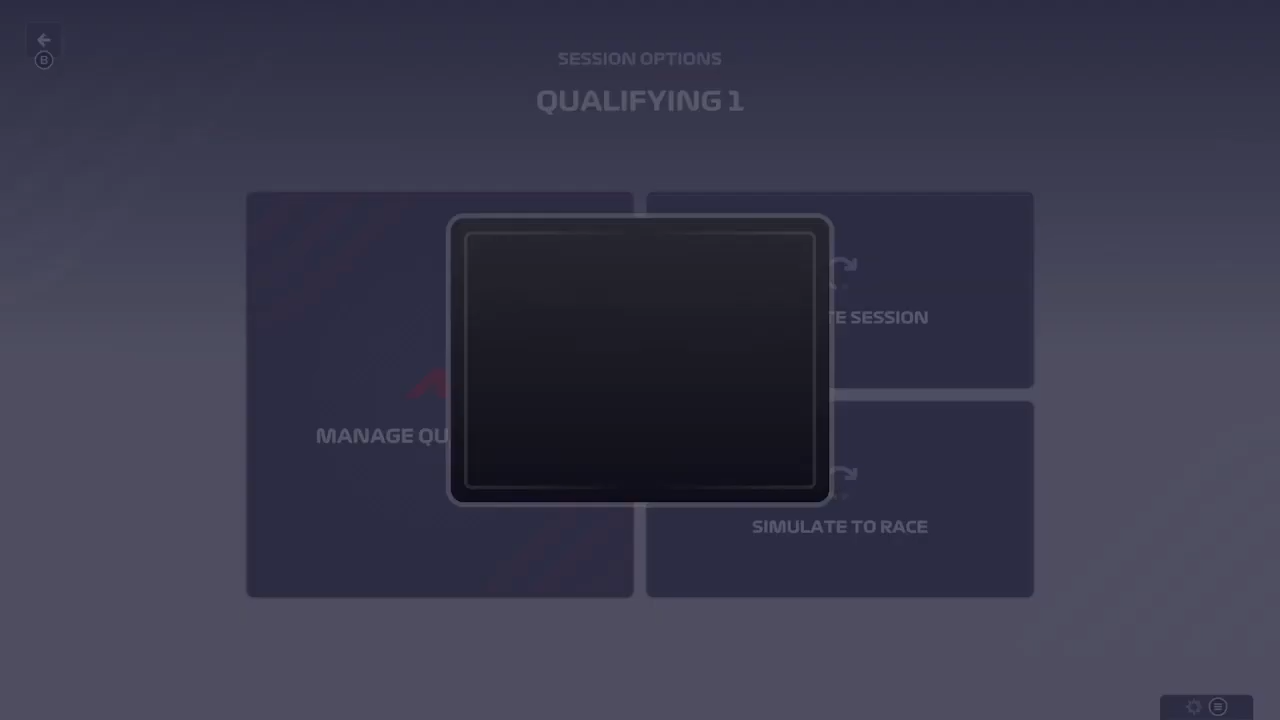 B
SESSION OPTIONS
QUALIFYING 1
TE SESSION
MANAGE QU
SIMULATE TO RACE